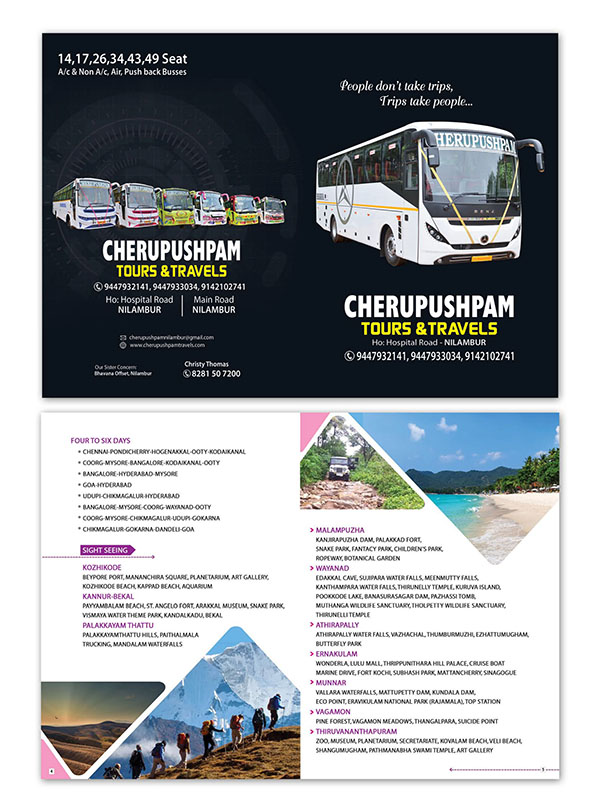 14,17,26,34,43,49 Seat
A/c & Non A/c, Air, Push back Busses
CHERUPUSHPAM
TOURS &TRAVELS
9447932141, 9447933034, 9142102741
Ho: Hospital Road
NILAMBUR
Main Road
NILAMBUR
cherupushpamnilambur@gmail.com
www.cherupushpamtravels.com
Our Sister Concern:
Bhavana Offset, Nilambur
Christy Thomas
8281 50 7200
People don't take trips,
Trips take people...
CHERUPUSHPAM
BENZ
CHERUPUSHPAM
TOURS &TRAVELS
Ho: Hospital Road - NILAMBUR
9447932141, 9447933034, 9142102741
FOUR TO SIX DAYS
CHENNAI-PONDICHERRY-HOGENAKKAL-OOTY-KODAIKANAL
COORG-MYSORE-BANGALORE-KODAIKANAL-OOTY
BANGALORE-HYDERABAD-MYSORE
GOA-HYDERABAD
UDUPI-CHIKMAGALUR-HYDERABAD
BANGALORE-MYSORE-COORG-WAYANAD-OOTY
COORG-MYSORE-CHIKMAGALUR-UDUPI-GOKARNA
CHIKMAGALUR-GOKARNA-DANDELI-GOA
SIGHT SEEING
KOZHIKODE
BEYPORE PORT, MANANCHIRA SQUARE, PLANETARIUM, ART GALLERY,
KOZHIKODE BEACH, KAPPAD BEACH, AQUARIUM
KANNUR-BEKAL
PAYYAMBALAM BEACH, ST. ANGELO FORT, ARAKKAL MUSEUM, SNAKE PARK,
VISMAYA WATER THEME PARK, KANDALKADU, BEKAL
PALAKKAYAM THATTU
PALAKKAYAMTHATTU HILLS, PAITHALMALA
TRUCKING, MANDALAM WATERFALLS
4
MALAMPUZHA
KANJIRAPUZHA DAM, PALAKKAD FORT,
SNAKE PARK, FANTACY PARK, CHILDREN'S PARK,
ROPEWAY, BOTANICAL GARDEN
WAYANAD
EDAKKAL CAVE, SUJIPARA WATER FALLS, MEENMUTTY FALLS,
KANTHAMPARA WATER FALLS, THIRUNELLY TEMPLE, KURUVA ISLAND,
POOKKODE LAKE, BANASURASAGAR DAM, PAZHASSI TOMB,
MUTHANGA WILDLIFE SANCTUARY, THOLPETTY WILDLIFE SANCTUARY,
THIRUNELLI TEMPLE
ATHIRAPALLY
ATHIRAPALLY WATER FALLS, VAZHACHAL, THUMBURMUZHI, EZHATTUMUGHAM,
BUTTERFLY PARK
ERNAKULAM
WONDERLA, LULU MALL, THRIPPUNITHARA HILL PALACE, CRUISE BOAT
MARINE DRIVE, FORT KOCHI, SUBHASH PARK, MATTANCHERRY, SINAGOGUE
MUNNAR
VALLARA WATERFALLS, MATTUPETTY DAM, KUNDALA DAM,
ECO POINT, ERAVIKULAM NATIONAL PARK (RAJAMALA), TOP STATION
VAGAMON
PINE FOREST, VAGAMON MEADOWS, THANGALPARA, SUICIDE POINT
THIRUVANANTHAPURAM
ZOO, MUSEUM, PLANETARIUM, SECRETARIATE, KOVALAM BEACH, VELI BEACH,
SHANGUMUGHAM, PATHMANABHA SWAMI TEMPLE, ART GALLERY
5